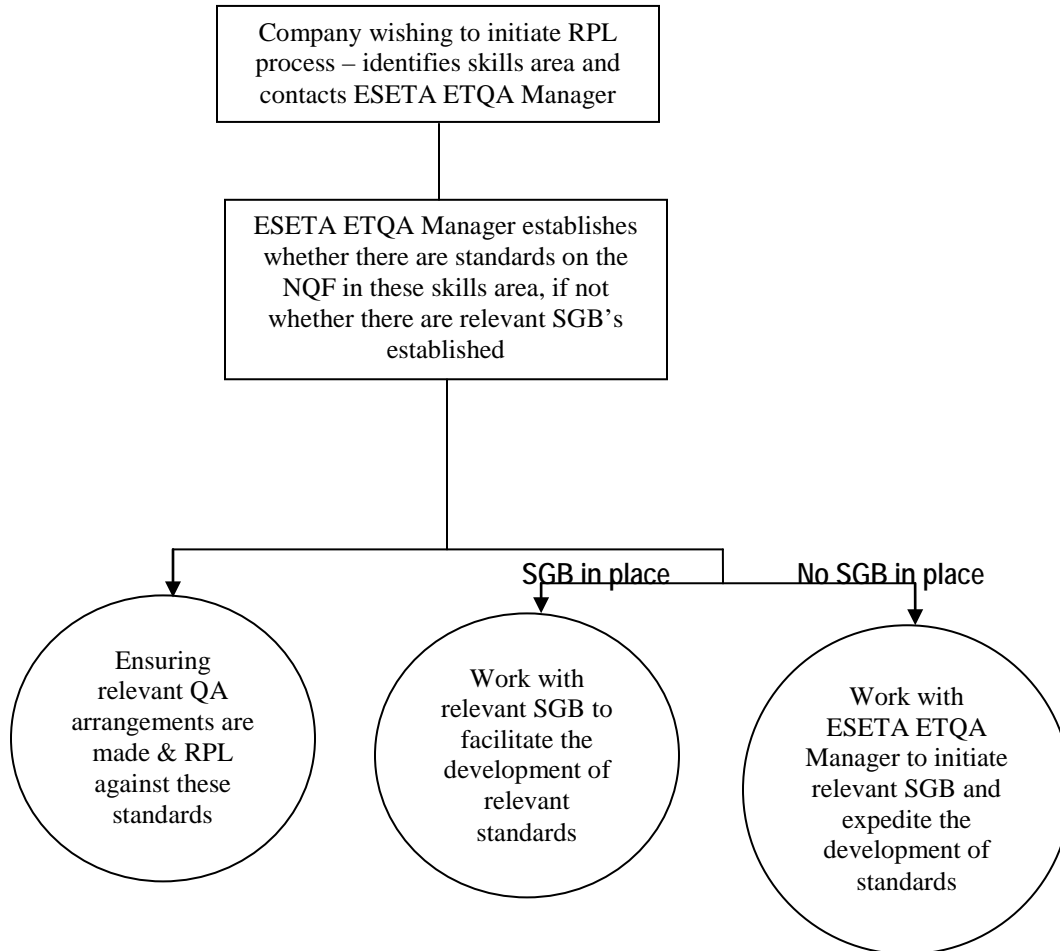 Company wishing to initiate RPL
process – identifies skills area and
contacts ESETA ETQA Manager
ESETA ETQA Manager establishes
whether there are standards on the
NQF in these skills area, if not
whether there are relevant SGB’s
established
SGB in place
No SGB in place
Ensuring
relevant QA
arrangements are
made & RPL
against these
standards
Work with
relevant SGB to
facilitate the
development of
relevant
standards
Work with
ESETA ETQA
Manager to initiate
relevant SGB and
expedite the
development of
standards